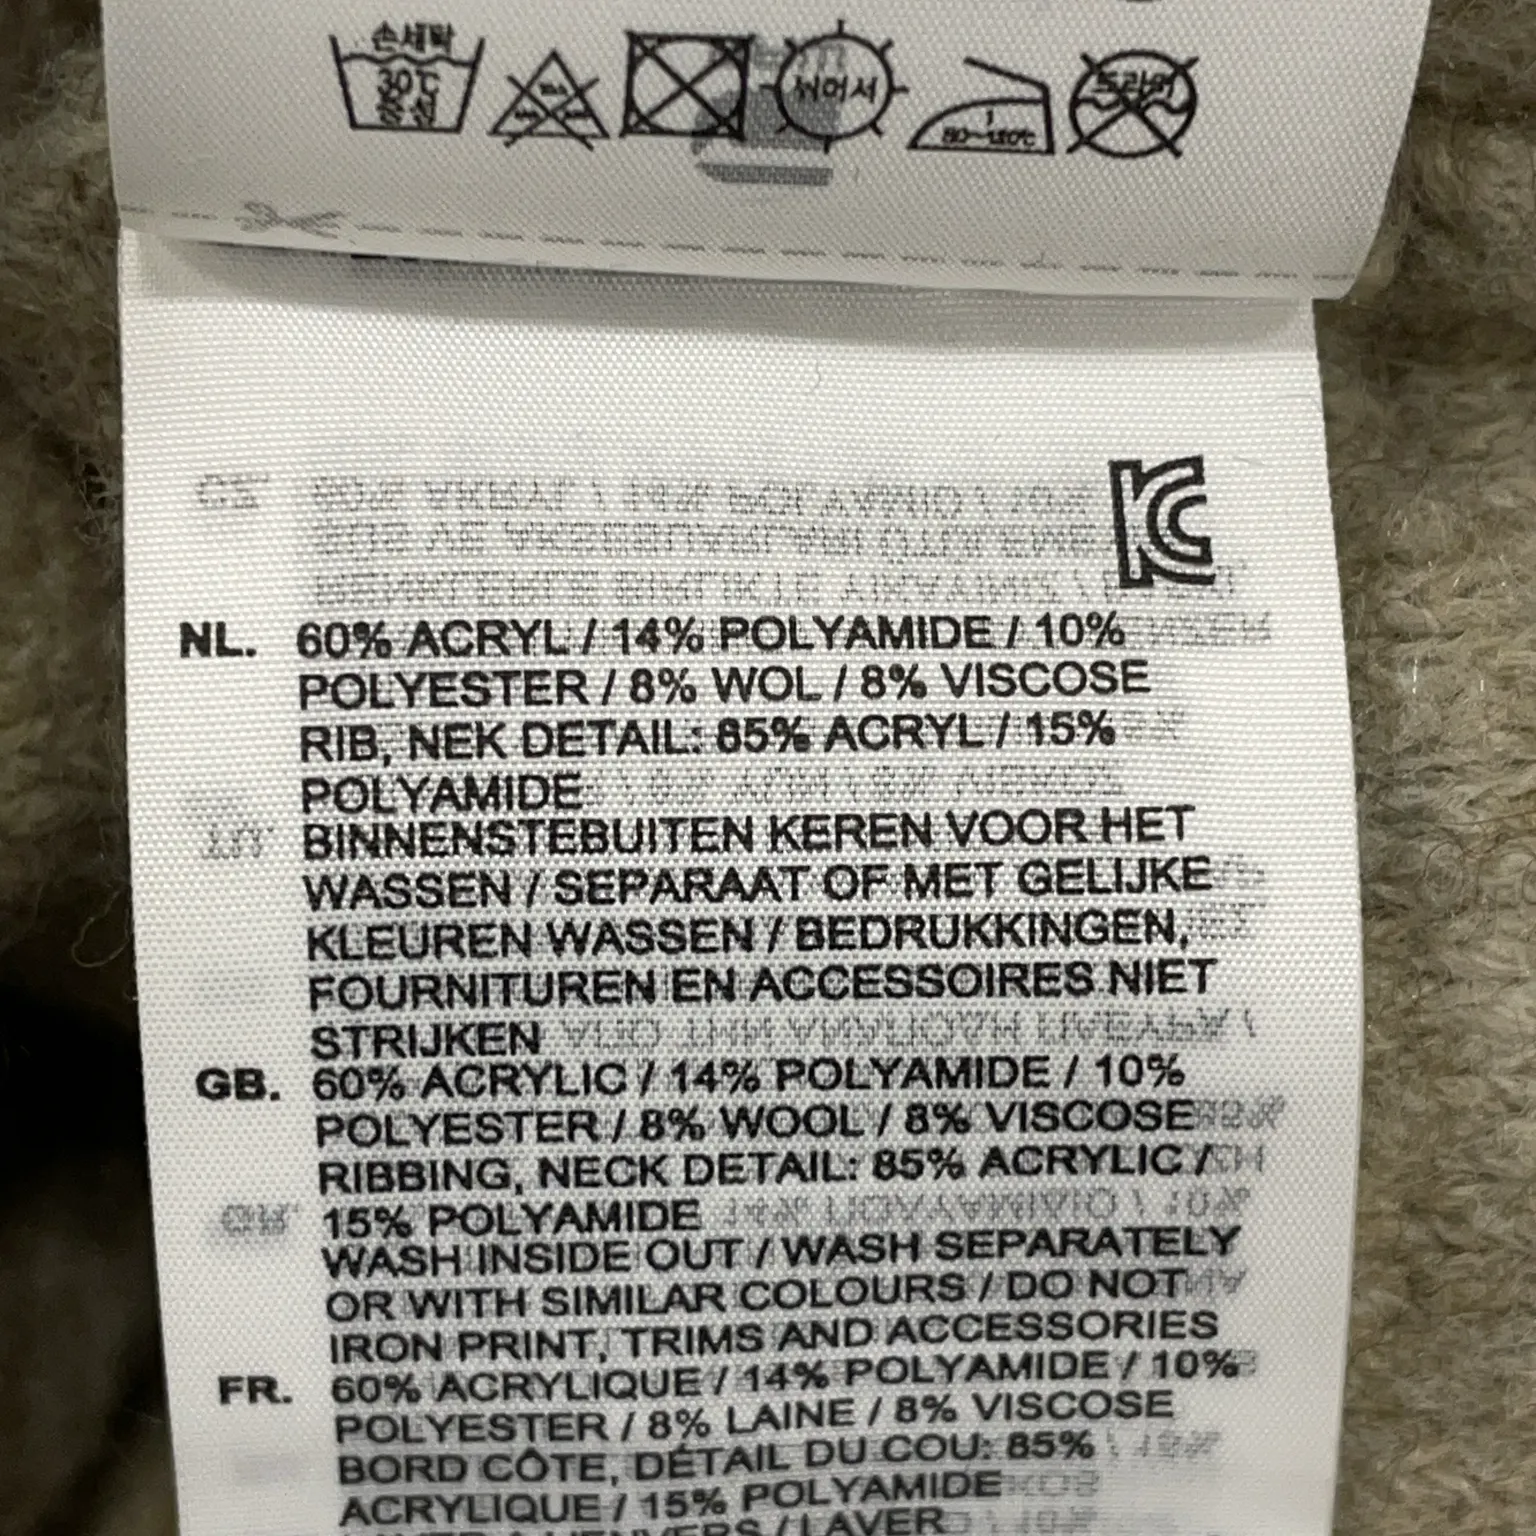 손세탁
30℃
중성
뉘어서
80~120℃
드라이
NL. 60% ACRYL / 14% POLYAMIDE / 10%
POLYESTER / 8% WOL / 8% VISCOSE
RIB, NEK DETAIL: 85% ACRYL / 15%
POLYAMIDE
BINNENSTEBUITEN KEREN VOOR HET
WASSEN / SEPARAAT OF MET GELIJKE
KLEUREN WASSEN / BEDRUKKINGEN,
FOURNITUREN EN ACCESSOIRES NIET
STRIJKEN
GB. 60% ACRYLIC / 14% POLYAMIDE / 10%
POLYESTER / 8% WOOL / 8% VISCOSE
RIBBING, NECK DETAIL: 85% ACRYLIC /
15% POLYAMIDE
WASH INSIDE OUT / WASH SEPARATELY
OR WITH SIMILAR COLOURS / DO NOT
IRON PRINT, TRIMS AND ACCESSORIES
FR. 60% ACRYLIQUE / 14% POLYAMIDE / 10%
POLYESTER / 8% LAINE / 8% VISCOSE
BORD CÔTE, DÉTAIL DU COU: 85%
ACRYLIQUE / 15% POLYAMIDE
LAVER A L'ENVERS / LAVER